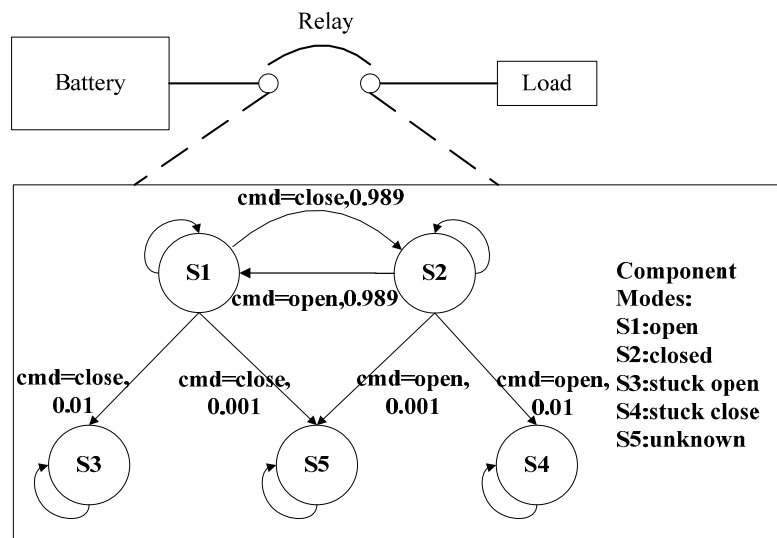 Relay
Battery
Load
cmd=close,0.989
S1
S2
cmd=open,0.989
Component
Modes:
S1:open
S2:closed
S3:stuck open
S4:stuck close
S5:unknown
cmd=close,
0.01
cmd=close,
0.001
cmd=open,
0.001
cmd=open,
0.01
S3
S5
S4